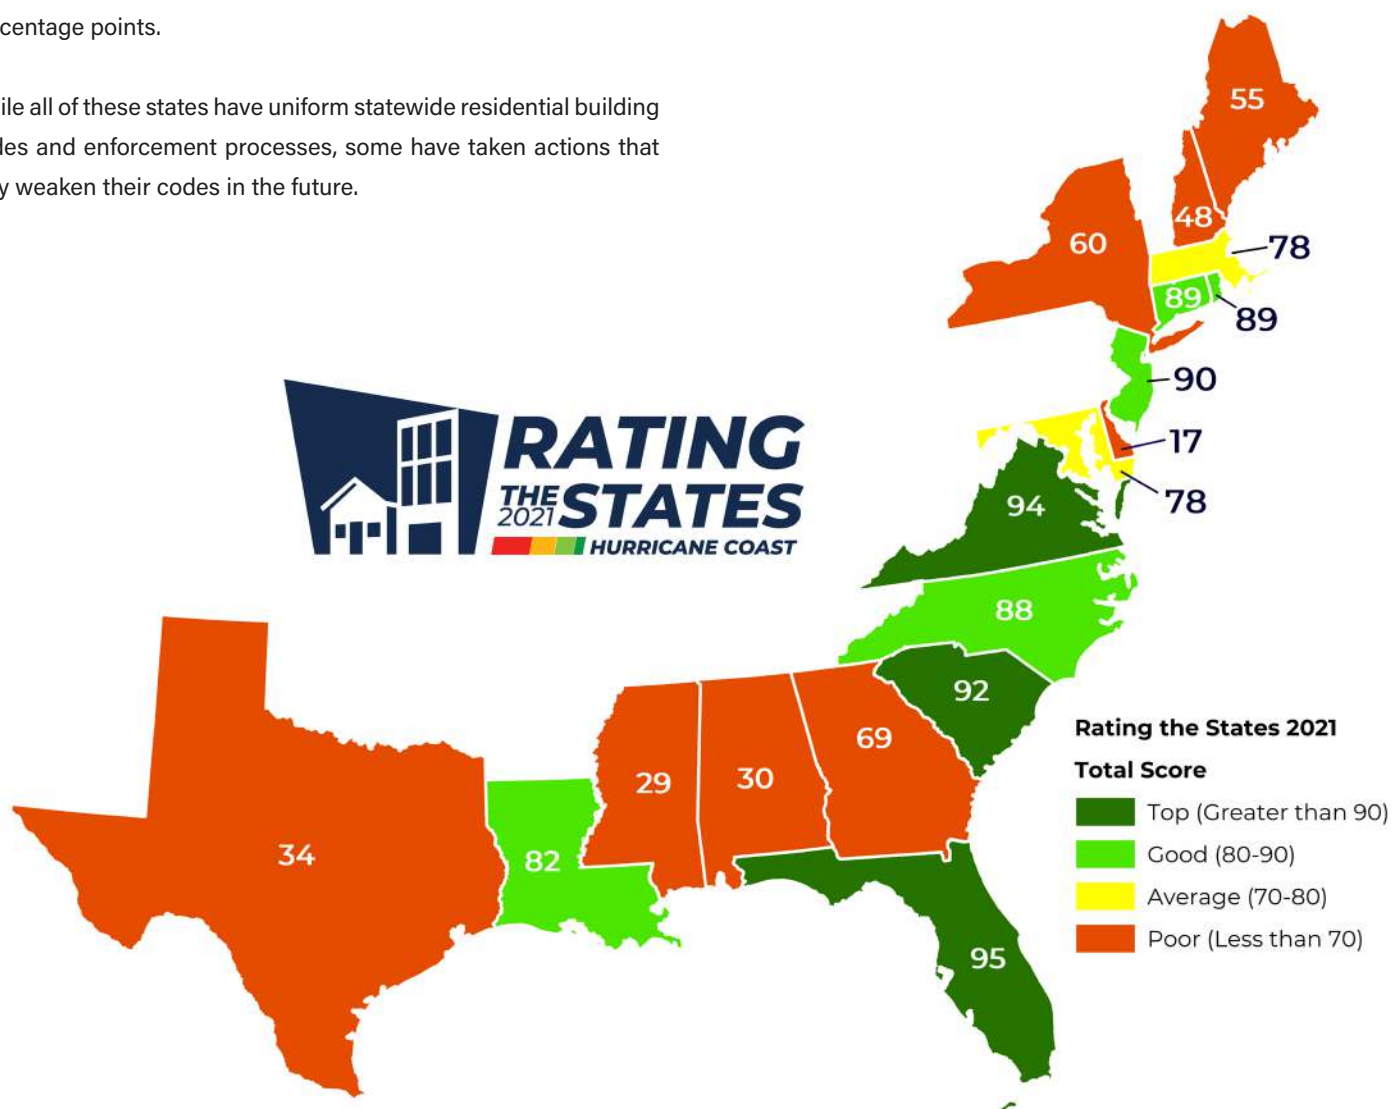 centage points.
ile all of these states have uniform statewide residential building
des and enforcement processes, some have taken actions that
y weaken their codes in the future.
55
48
60
78
89
89
90
17
78
94
RATING
THE STATES
2021
HURRICANE COAST
88
92
69
29
30
34
82
95
Rating the States 2021
Total Score
Top (Greater than 90)
Good (80-90)
Average (70-80)
Poor (Less than 70)